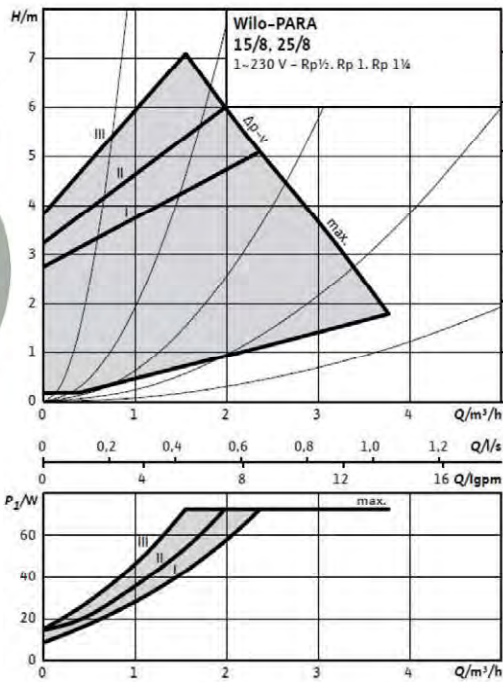 H/m
Wilo-PARA
15/8, 25/8
1~230 V - Rp½. Rp 1. Rp 1¼
7
6
5
4
3
2
1
0
III
II
I
Δp-v
max.
0 1 2 3 4 Q/m³/h
0 0,2 0,4 0,6 0,8 1,0 1,2 Q/l/s
0 4 8 12 16 Q/lgpm
P₁/W
max.
60
40
20
0
III
II
I
0 1 2 3 4 Q/m³/h